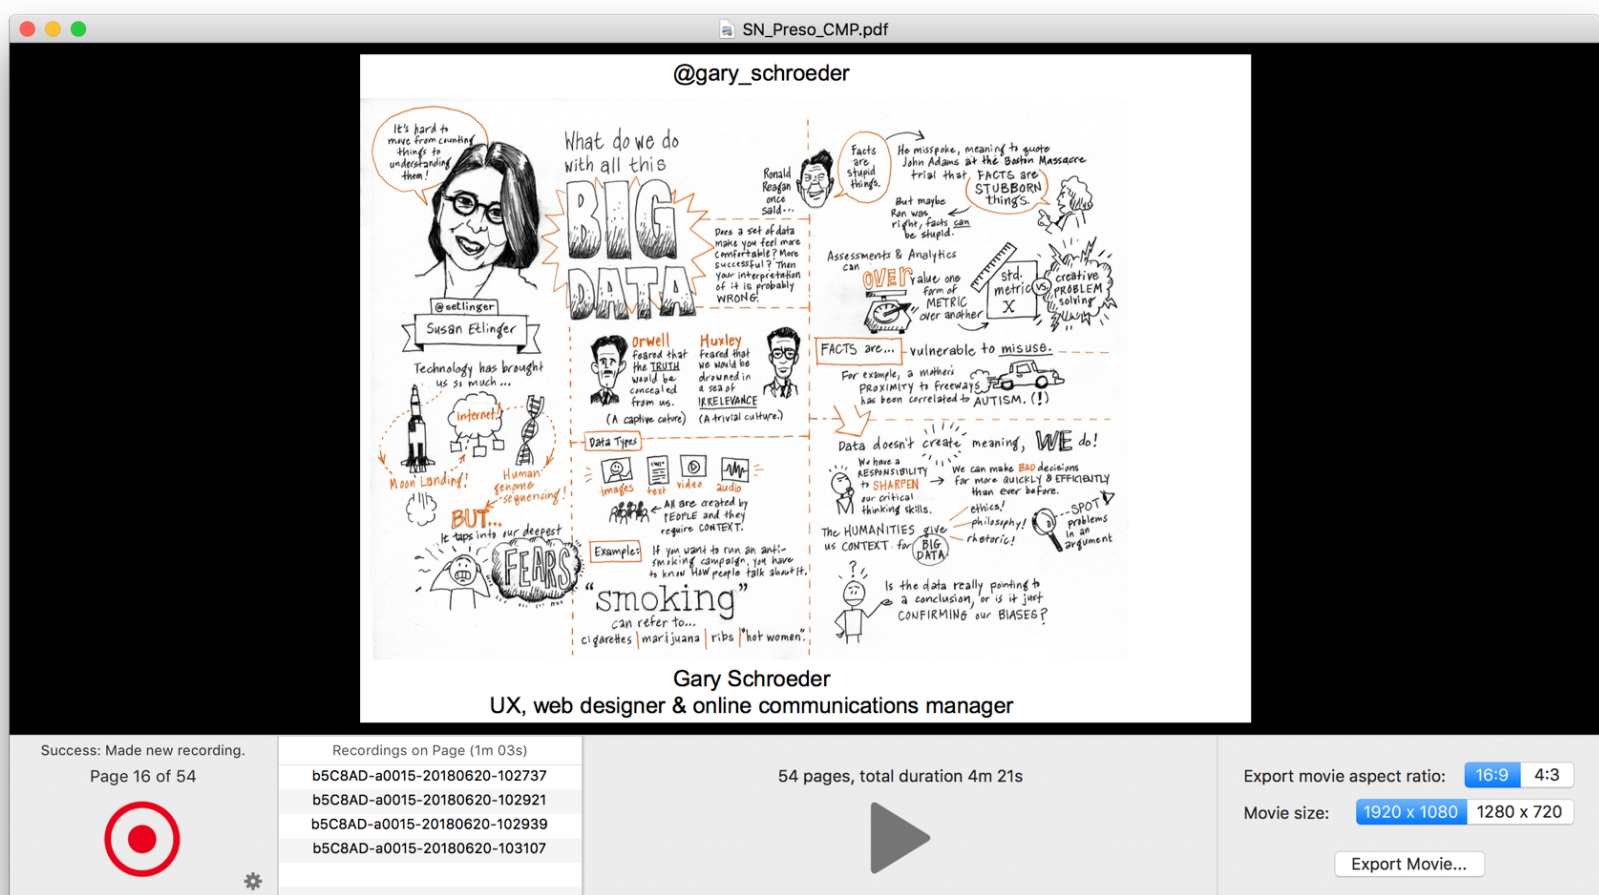 SN_Preso_CMP.pdf
@gary_schroeder
It's hard to
move from counting
things to
understanding
them!
@setlinger
Susan Etlinger
Technology has brought
us so much...
internet!
Moon Landing!
Human
genome
sequencing!
BUT...
It taps into our deepest
FEARS
What do we do
with all this
BIG
DATA
Does a set of data
make you feel more
comfortable? More
successful? Then
your interpretation
of it is probably
WRONG.
Orwell
feared that
the TRUTH
would be
concealed
from us.
(A captive culture)
Huxley
feared that
we would be
drowned in
a sea of
IRRELEVANCE
(A trivial culture.)
Data Types
images
text
video
audio
All are created by
PEOPLE and they
require CONTEXT.
Example:
If you want to run an anti-
smoking campaign, you have
to know HOW people talk about it.
"smoking"
can refer to...
cigarettes | marijuana | ribs | "hot women".
Ronald
Reagan
once
said...
Facts
are
stupid
things.
He misspoke, meaning to quote
John Adams at the Boston Massacre
trial that
FACTS are
STUBBORN
things.
But maybe
Ron was
right, facts can
be stupid.
Assessments & Analytics
can
OVER value one
form of
METRIC
over another
std.
metric
X
vs.
creative
PROBLEM
solving
FACTS are...
vulnerable to misuse.
For example, a mother's
PROXIMITY to freeways
has been correlated to AUTISM. (!)
Data doesn't create meaning, WE do!
We have a
RESPONSIBILITY
to SHARPEN
our critical
thinking skills.
We can make BAD decisions
far more QUICKLY & EFFICIENTLY
than ever before.
The HUMANITIES give
us CONTEXT for
BIG
DATA
ethics!
philosophy!
rhetoric!
SPOT
problems
in an
argument
?
Is the data really pointing to
a conclusion, or is it just
CONFIRMING our BIASES?
Gary Schroeder
UX, web designer & online communications manager
Success: Made new recording.
Page 16 of 54
Recordings on Page (1m 03s)
b5C8AD-a0015-20180620-102737
b5C8AD-a0015-20180620-102921
b5C8AD-a0015-20180620-102939
b5C8AD-a0015-20180620-103107
54 pages, total duration 4m 21s
Export movie aspect ratio: 16:9 4:3
Movie size: 1920 x 1080 1280 x 720
Export Movie...